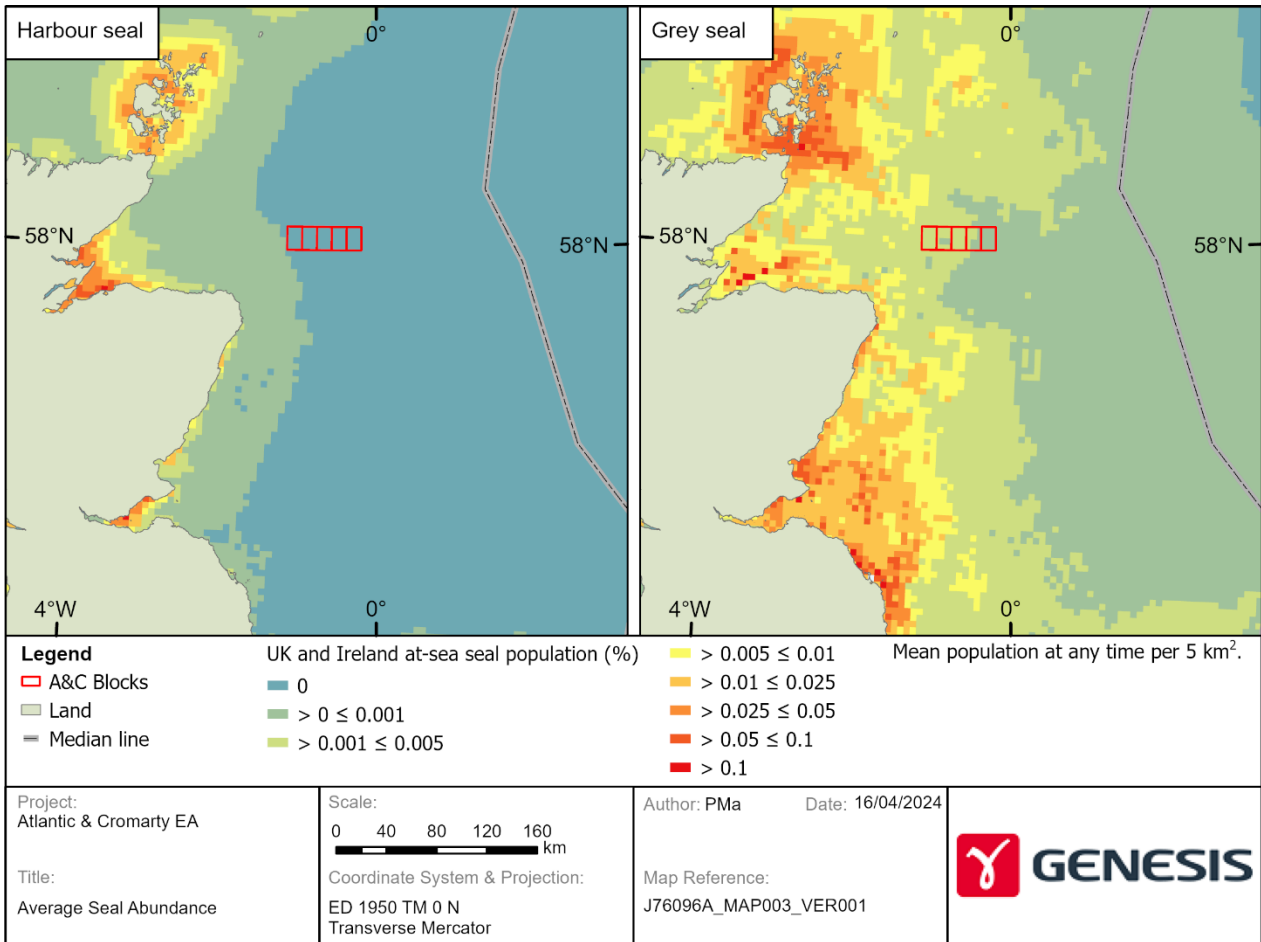 Harbour seal
0°
58°N
58°N
4°W
0°
Grey seal
0°
58°N
58°N
4°W
0°
Legend
A&C Blocks
Land
Median line
UK and Ireland at-sea seal population (%)
0
> 0 ≤ 0.001
> 0.001 ≤ 0.005
> 0.005 ≤ 0.01
> 0.01 ≤ 0.025
> 0.025 ≤ 0.05
> 0.05 ≤ 0.1
> 0.1
Mean population at any time per 5 km².
Project:
Atlantic & Cromarty EA
Title:
Average Seal Abundance
Scale:
0 40 80 120 160
km
Coordinate System & Projection:
ED 1950 TM 0 N
Transverse Mercator
Author: PMa Date: 16/04/2024
Map Reference:
J76096A_MAP003_VER001
GENESIS